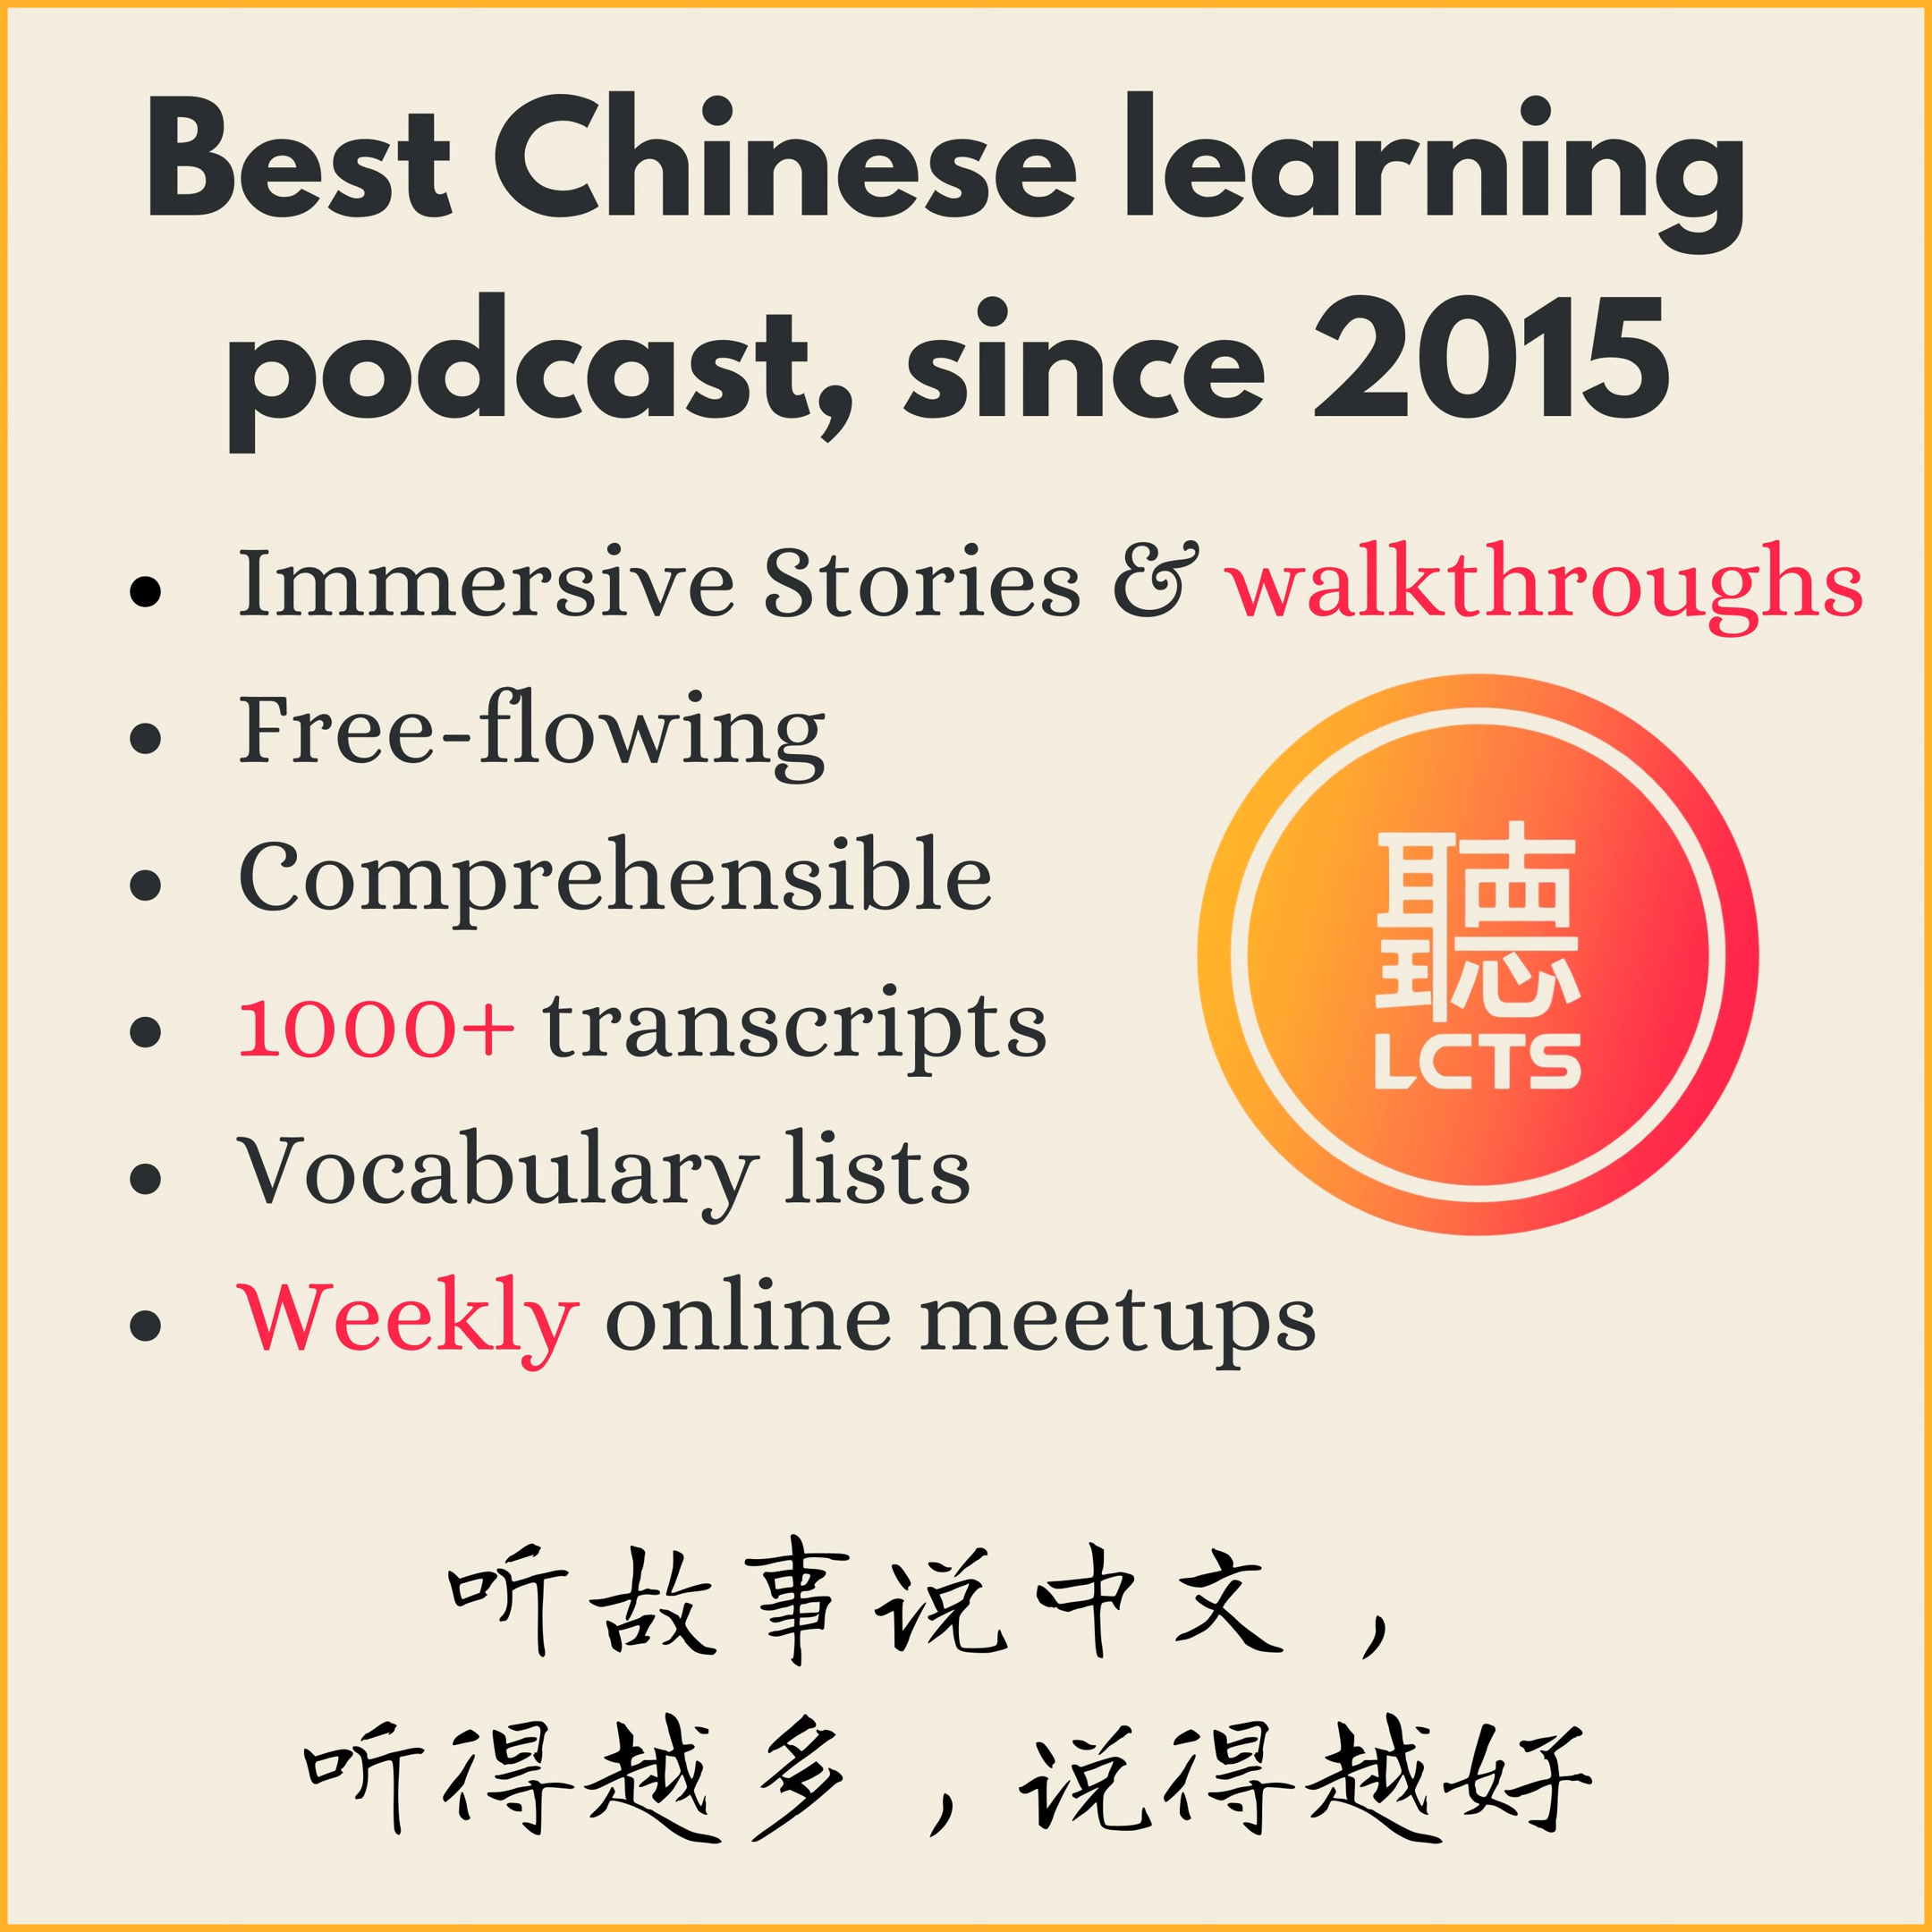 Best Chinese learning
podcast, since 2015
• Immersive Stories & walkthroughs
• Free-flowing
• Comprehensible
• 1000+ transcripts
• Vocabulary lists
• Weekly online meetups
聽
LCTS
听故事说中文，
听得越多，说得越好